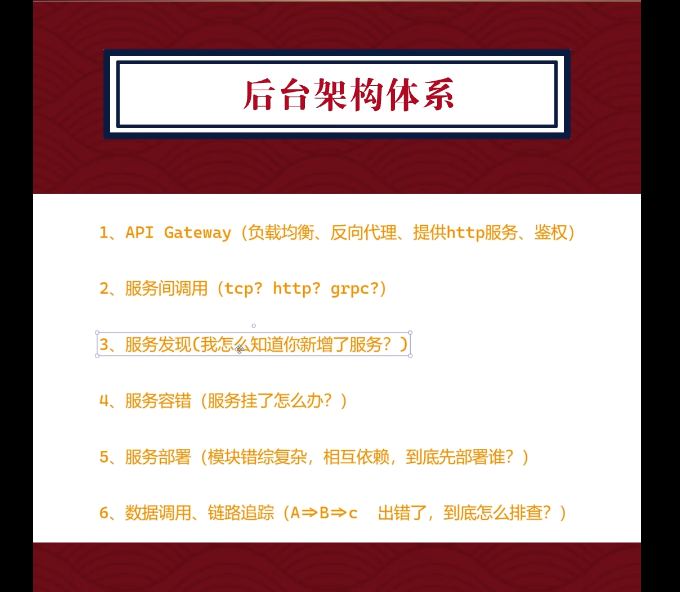 后台架构体系
1、API Gateway（负载均衡、反向代理、提供http服务、鉴权）
2、服务间调用（tcp? http? grpc?）
3、服务发现(我怎么知道你新增了服务？)
4、服务容错（服务挂了怎么办？）
5、服务部署（模块错综复杂，相互依赖，到底先部署谁？）
6、数据调用、链路追踪（A=>B=>c  出错了，到底怎么排查？）